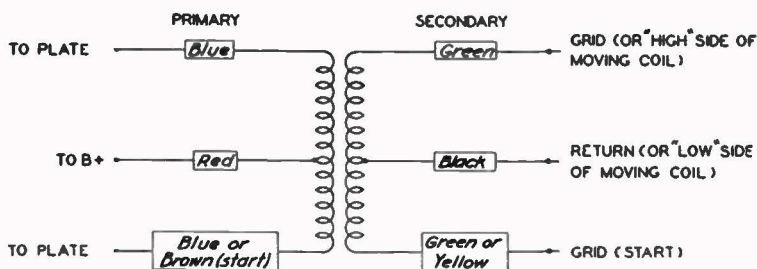 PRIMARY
SECONDARY
TO PLATE
Blue
Green
GRID (OR "HIGH" SIDE OF
MOVING COIL)
TO B+
Red
Black
RETURN (OR "LOW" SIDE
OF MOVING COIL)
TO PLATE
Blue or
Brown (start)
Green or
Yellow
GRID (START)